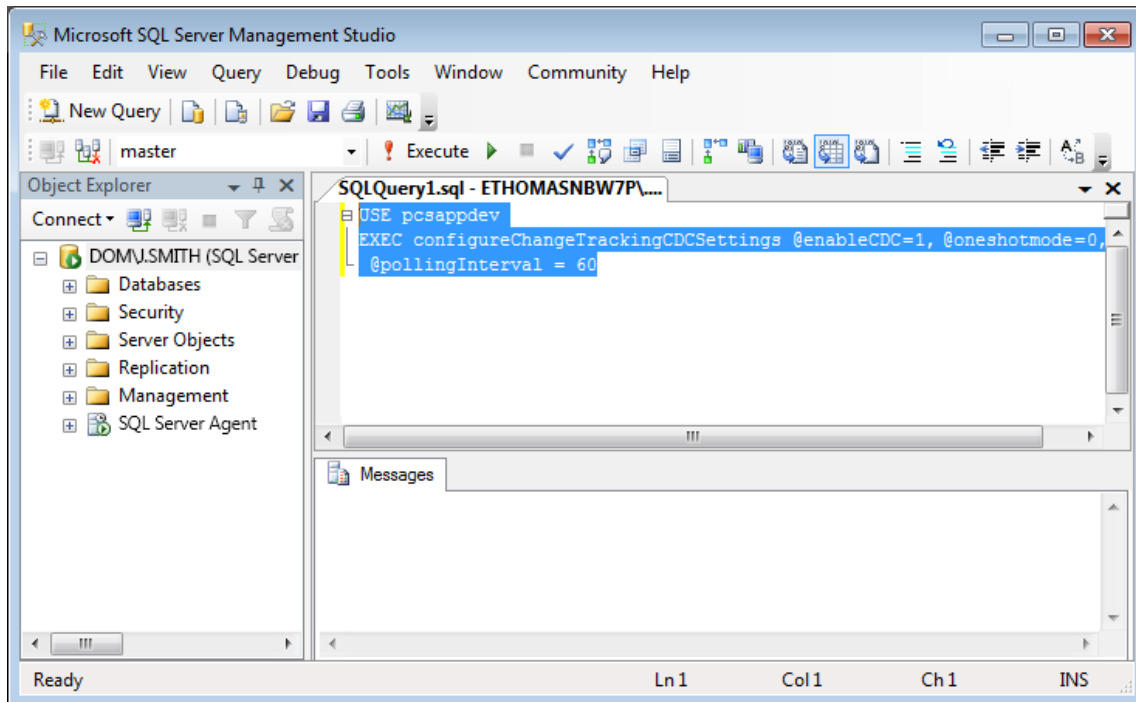 Microsoft SQL Server Management Studio
File Edit View Query Debug Tools Window Community Help
New Query
master Execute
Object Explorer
SQLQuery1.sql - ETHOMASNBW7P\....
Connect
USE pcsappdev
EXEC configureChangeTrackingCDCSettings @enableCDC=1, @oneshotmode=0,
@pollingInterval = 60
DOM\J.SMITH (SQL Server
Databases
Security
Server Objects
Replication
Management
SQL Server Agent
Messages
Ready Ln 1 Col 1 Ch 1 INS